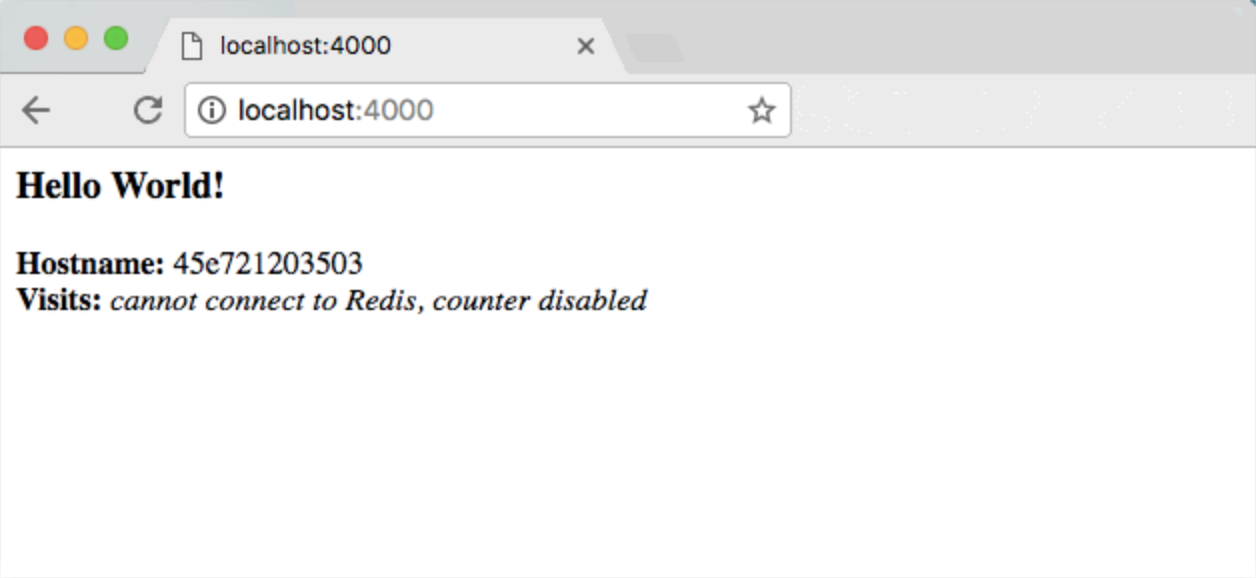 localhost:4000
localhost:4000
Hello World!
Hostname: 45e721203503
Visits: cannot connect to Redis, counter disabled